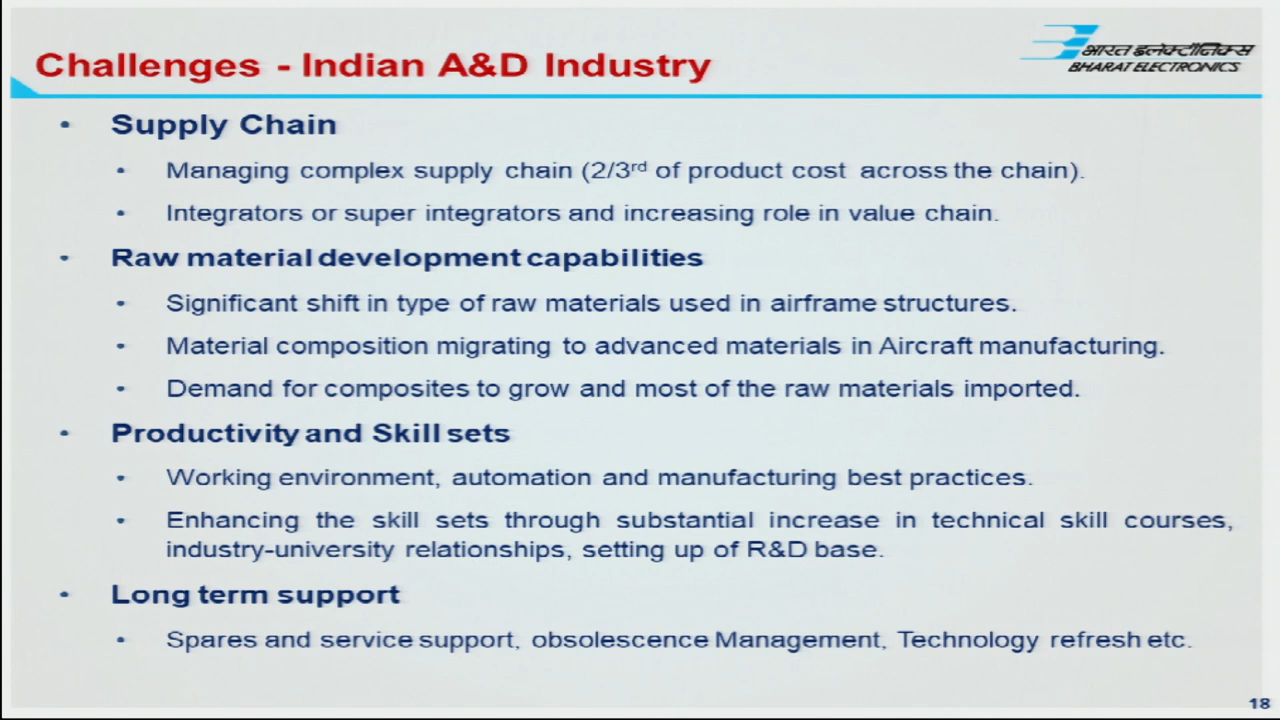 Challenges - Indian A&D Industry
भारत इलेक्ट्रॉनिक्स
BHARAT ELECTRONICS
• Supply Chain
• Managing complex supply chain (2/3rd of product cost across the chain).
• Integrators or super integrators and increasing role in value chain.
• Raw material development capabilities
• Significant shift in type of raw materials used in airframe structures.
• Material composition migrating to advanced materials in Aircraft manufacturing.
• Demand for composites to grow and most of the raw materials imported.
• Productivity and Skill sets
• Working environment, automation and manufacturing best practices.
• Enhancing the skill sets through substantial increase in technical skill courses,
industry-university relationships, setting up of R&D base.
• Long term support
• Spares and service support, obsolescence Management, Technology refresh etc.
18